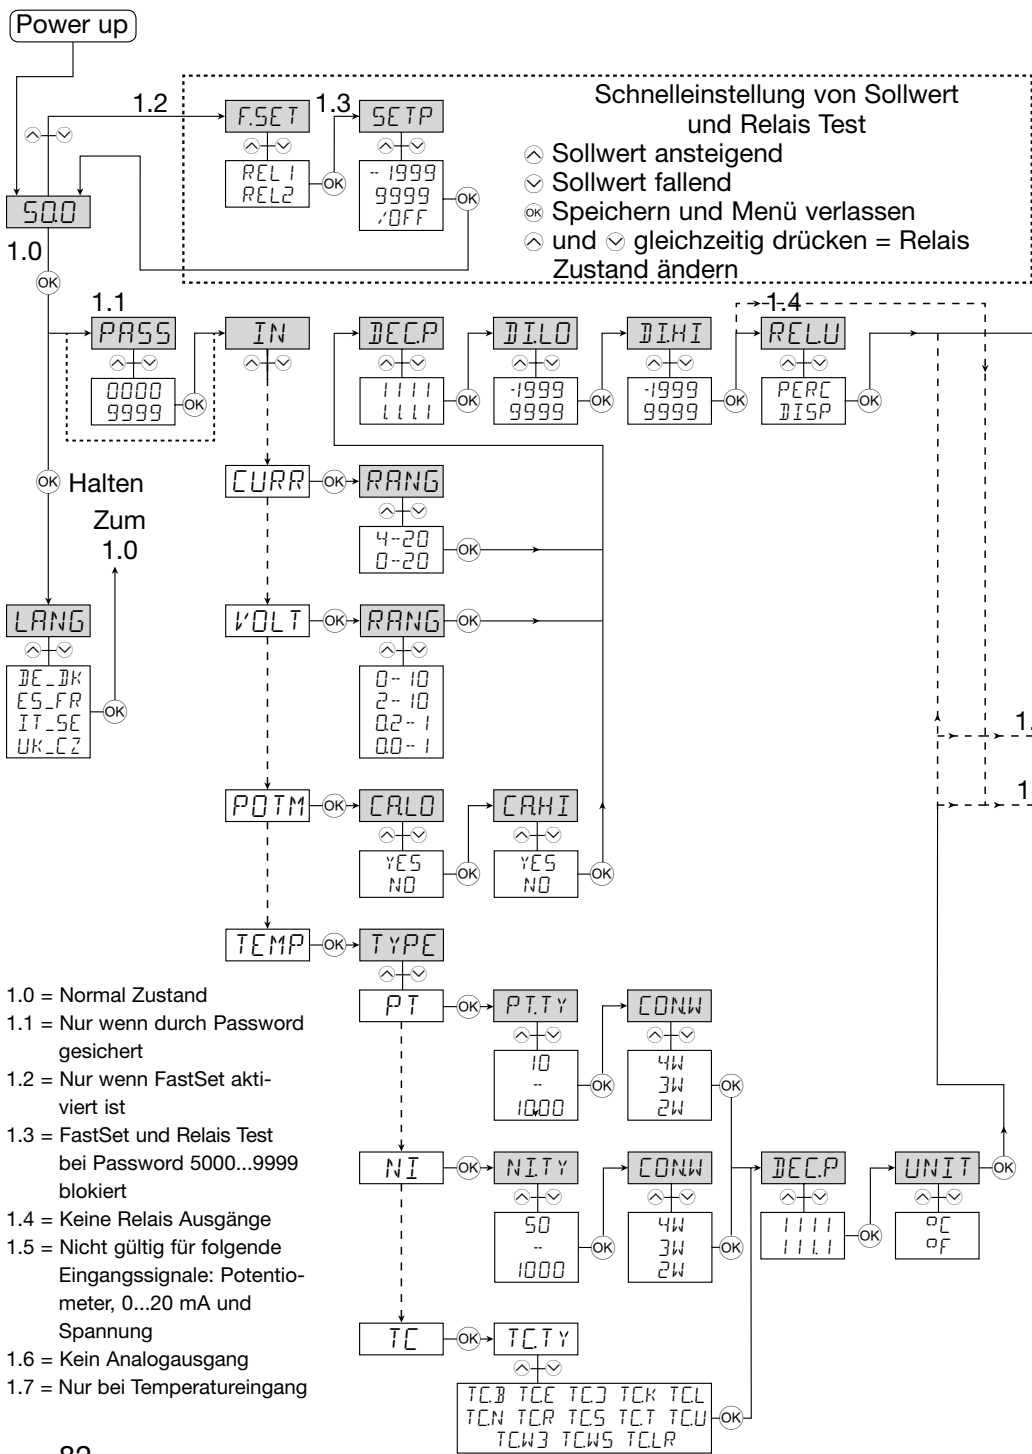 Power up
1.2
F.SET
1.3
SETP
Schnelleinstellung von Sollwert
und Relais Test
Sollwert ansteigend
Sollwert fallend
OK Speichern und Menü verlassen
und gleichzeitig drücken = Relais
Zustand ändern
REL1
REL2
OK
--1999
9999
/OFF
OK
50.0
1.0
OK
1.1
1.4
PASS
IN
DEC.P
DI.LO
DI.HI
REL.U
0000
9999
OK
1111
1.1.1.1
OK
-1999
9999
OK
-1999
9999
OK
PERC
DISP
OK
OK Halten
Zum
1.0
CURR
OK
RANG
4--20
0--20
OK
LANG
DE_DK
ES_FR
IT_SE
UK_CZ
OK
VOLT
OK
RANG
OK
0--10
2--10
0.2--1
0.0--1
1.
1.
POTM
OK
CA.LO
CA.HI
YES
NO
OK
YES
NO
OK
TEMP
OK
TYPE
PT
OK
PT.TY
CON.W
10
--
1000
OK
4W
3W
2W
OK
NI
OK
NI.TY
CON.W
50
--
1000
OK
4W
3W
2W
OK
DEC.P
UNIT
OK
1111
111.1
OK
°C
°F
TC
OK
TC.TY
TC.B TC.E TC.J TC.K TC.L
TC.N TC.R TC.S TC.T TC.U
TC.W3 TC.W5 TC.LR
OK
1.0 = Normal Zustand
1.1 = Nur wenn durch Password
gesichert
1.2 = Nur wenn FastSet akti-
viert ist
1.3 = FastSet und Relais Test
bei Password 5000...9999
blokiert
1.4 = Keine Relais Ausgänge
1.5 = Nicht gültig für folgende
Eingangssignale: Potentio-
meter, 0...20 mA und
Spannung
1.6 = Kein Analogausgang
1.7 = Nur bei Temperatureingang